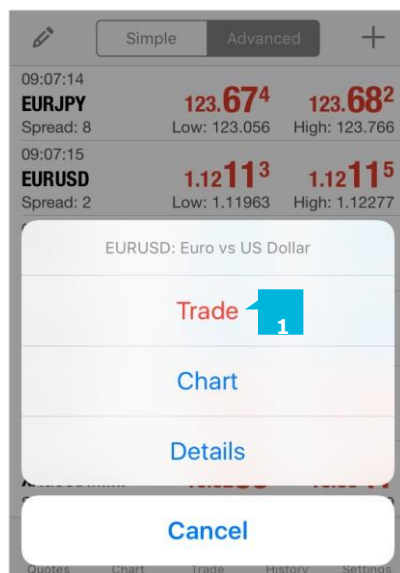 Simple Advanced
09:07:14
EURJPY 123.674 123.682
Spread: 8 Low: 123.056 High: 123.766
09:07:15
EURUSD 1.12113 1.12115
Spread: 2 Low: 1.11963 High: 1.12277
EURUSD: Euro vs US Dollar
Trade
1
Chart
Details
Cancel
Quotes Chart Trade History Settings